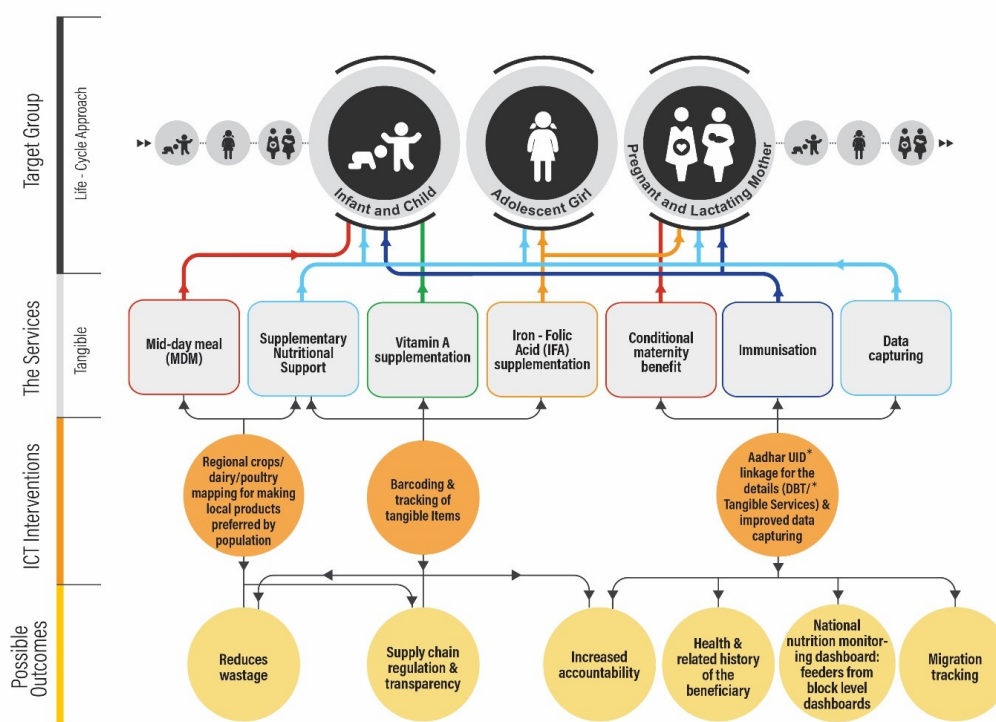 Target Group
Life - Cycle Approach
Infant and Child
Adolescent Girl
Pregnant and Lactating Mother
The Services
Tangible
Mid-day meal
(MDM)
Supplementary
Nutritional
Support
Vitamin A
supplementation
Iron - Folic
Acid (IFA)
supplementation
Conditional
maternity
benefit
Immunisation
Data
capturing
ICT Interventions
Regional crops/
dairy/poultry
mapping for making
local products
preferred by
population
Barcoding &
tracking of
tangible Items
Aadhar UID*
linkage for the
details (DBT/*
Tangible Services) &
improved data
capturing
Possible
Outcomes
Reduces
wastage
Supply chain
regulation &
transparency
Increased
accountability
Health &
related history
of the
beneficiary
National
nutrition monitor-
ing dashboard:
feeders from
block level
dashboards
Migration
tracking